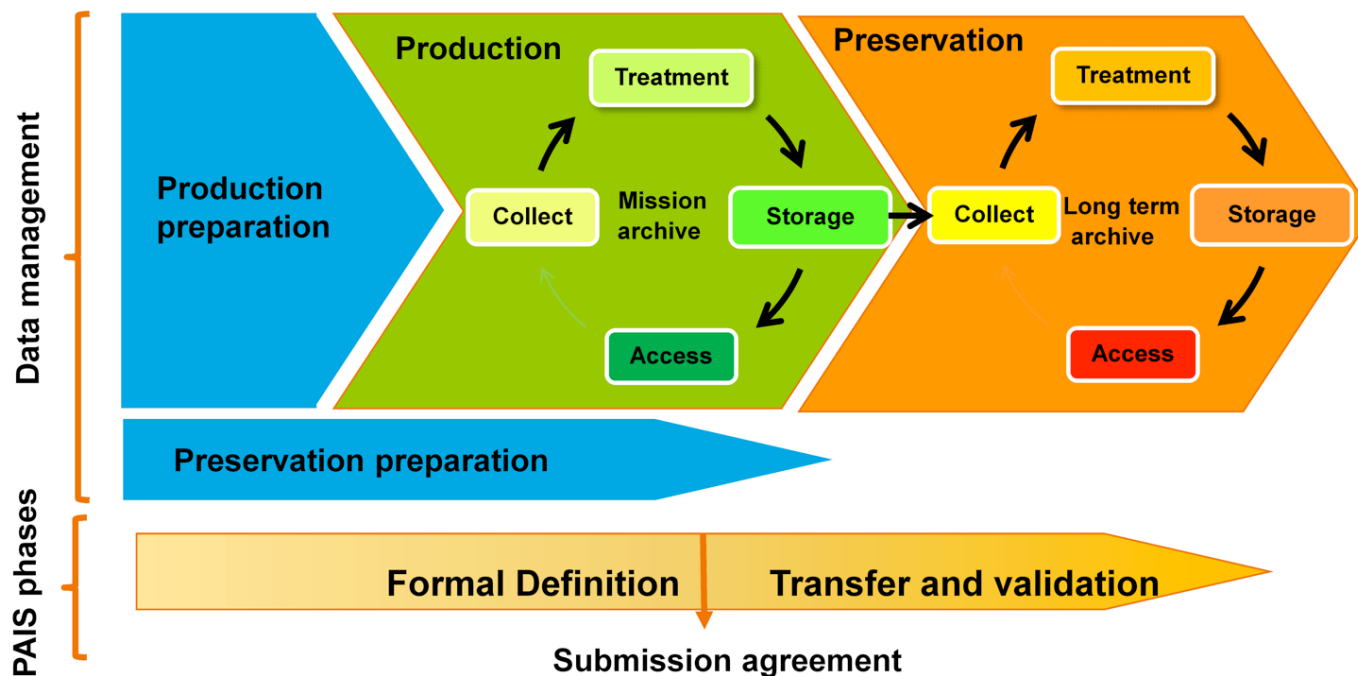 Data management
Production
preparation
Production
Treatment
Collect
Mission
archive
Storage
Access
Preservation
Treatment
Collect
Long term
archive
Storage
Access
Preservation preparation
PAIS phases
Formal Definition
Transfer and validation
Submission agreement